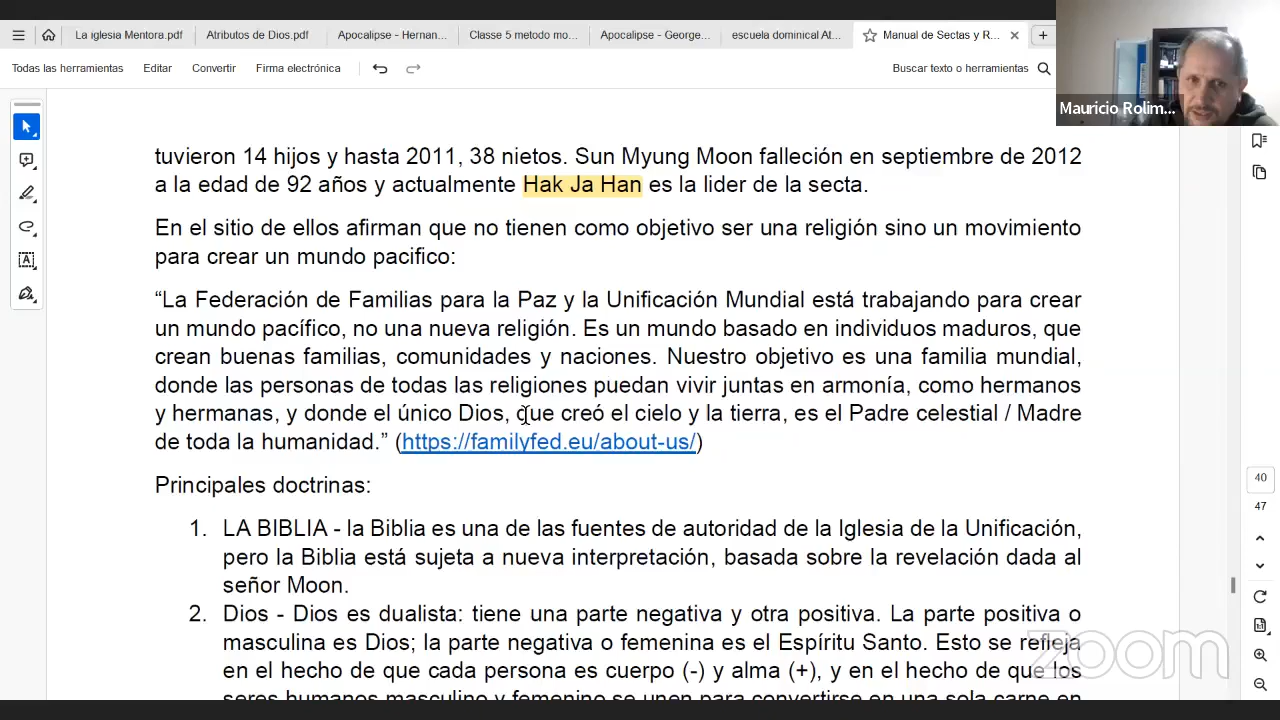 La iglesia Mentora.pdf
Atributos de Dios.pdf
Apocalipse - Hernan...
Classe 5 metodo mo...
Apocalipse - George...
escuela dominical At...
Manual de Sectas y R...
Todas las herramientas
Editar
Convertir
Firma electrónica
Buscar texto o herramientas
Mauricio Rolim...
tuvieron 14 hijos y hasta 2011, 38 nietos. Sun Myung Moon falleción en septiembre de 2012
a la edad de 92 años y actualmente Hak Ja Han es la lider de la secta.
En el sitio de ellos afirman que no tienen como objetivo ser una religión sino un movimiento
para crear un mundo pacifico:
“La Federación de Familias para la Paz y la Unificación Mundial está trabajando para crear
un mundo pacífico, no una nueva religión. Es un mundo basado en individuos maduros, que
crean buenas familias, comunidades y naciones. Nuestro objetivo es una familia mundial,
donde las personas de todas las religiones puedan vivir juntas en armonía, como hermanos
y hermanas, y donde el único Dios, que creó el cielo y la tierra, es el Padre celestial / Madre
de toda la humanidad.” (https://familyfed.eu/about-us/)
Principales doctrinas:
1. LA BIBLIA - la Biblia es una de las fuentes de autoridad de la Iglesia de la Unificación,
pero la Biblia está sujeta a nueva interpretación, basada sobre la revelación dada al
señor Moon.
2. Dios - Dios es dualista: tiene una parte negativa y otra positiva. La parte positiva o
masculina es Dios; la parte negativa o femenina es el Espíritu Santo. Esto se refleja
en el hecho de que cada persona es cuerpo (-) y alma (+), y en el hecho de que los
seres humanos masculino y femenino se unen para convertirse en una sola carne en
40
47
zoom